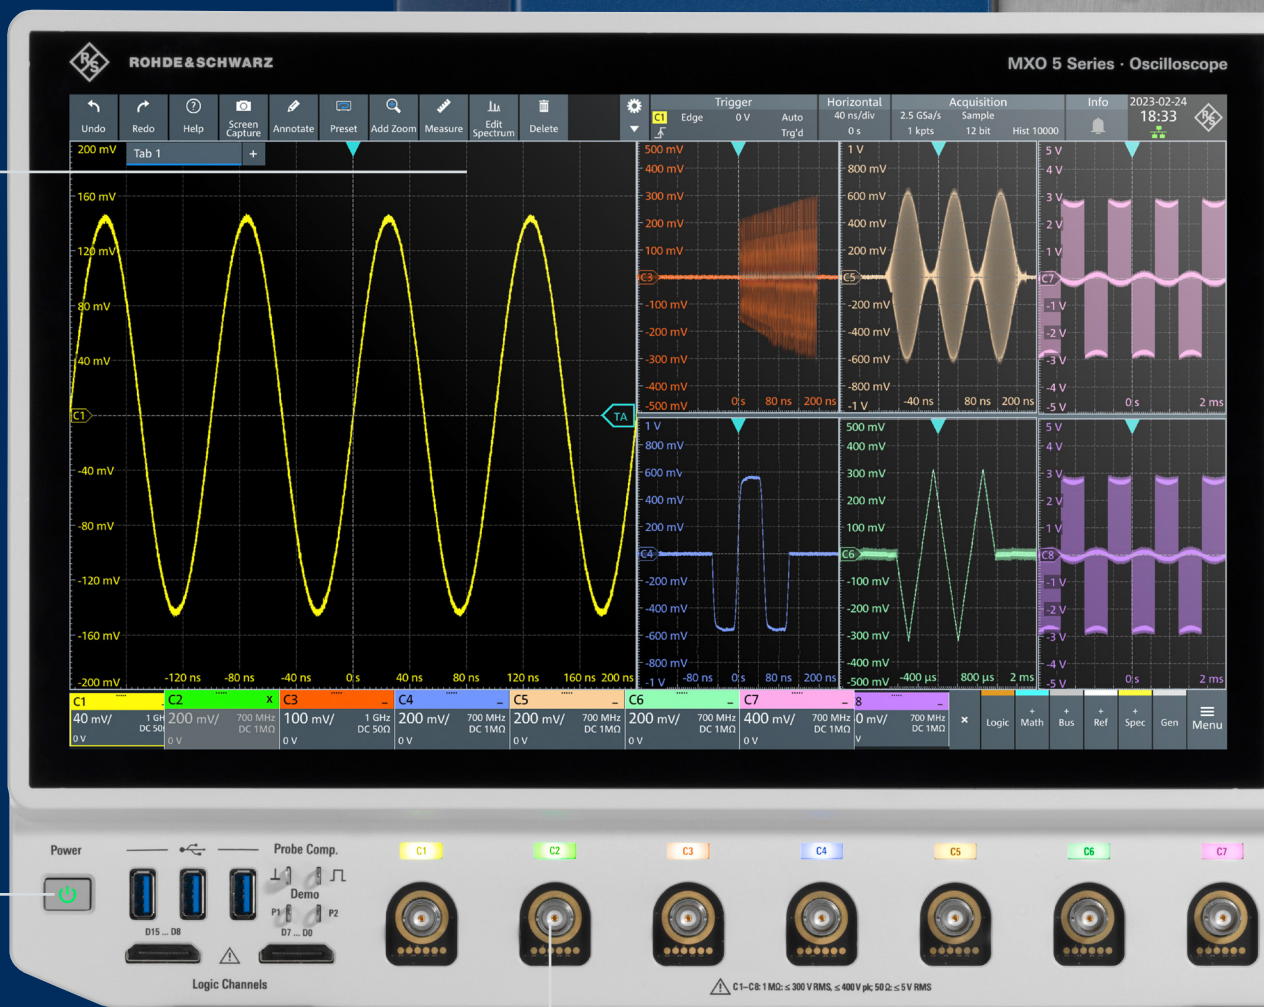 ROHDE&SCHWARZ
MXO 5 Series · Oscilloscope
Undo
Redo
Help
Screen
Capture
Annotate
Preset
Add Zoom
Measure
Edit
Spectrum
Delete
Trigger
C1 Edge 0 V Auto
Trg'd
Horizontal
40 ns/div
0 s
Acquisition
2.5 GSa/s Sample
1 kpts 12 bit Hist 10000
Info
2023-02-24
18:33
Tab 1 +
200 mV
160 mV
120 mV
80 mV
40 mV
C1
-40 mV
-80 mV
-120 mV
-160 mV
-200 mV
-120 ns -80 ns -40 ns 0 s 40 ns 80 ns 120 ns 160 ns 200 ns
TA
500 mV
400 mV
300 mV
200 mV
100 mV
C3
-100 mV
-200 mV
-300 mV
-400 mV
-500 mV
0 s 80 ns 200 ns
1 V
800 mV
600 mV
400 mV
200 mV
C5
-200 mV
-400 mV
-600 mV
-800 mV
-1 V
-40 ns 80 ns 200 ns
5 V
4 V
3 V
2 V
1 V
C7
-1 V
-2 V
-3 V
-4 V
-5 V
0 s 2 ms
1 V
800 mV
600 mV
400 mV
200 mV
C4
-200 mV
-400 mV
-600 mV
-800 mV
-1 V
-80 ns 0 s 80 ns 200 ns
500 mV
400 mV
300 mV
200 mV
100 mV
C6
-100 mV
-200 mV
-300 mV
-400 mV
-500 mV
-400 µs 800 µs 2 ms
5 V
4 V
3 V
2 V
1 V
C8
-1 V
-2 V
-3 V
-4 V
-5 V
0 s 2 ms
C1
40 mV/ 1 GH
DC 50
0 V
C2 x
200 mV/ 700 MHz
DC 1MΩ
0 V
C3
100 mV/ 1 GHz
DC 50Ω
0 V
C4
200 mV/ 700 MHz
DC 1MΩ
0 V
C5
200 mV/ 700 MHz
DC 1MΩ
0 V
C6
200 mV/ 700 MHz
DC 1MΩ
0 V
C7
400 mV/ 700 MHz
DC 1MΩ
0 V
8
0 mV/ 700 MHz
DC 1MΩ
V
Logic
+
Math
+
Bus
+
Ref
+
Spec
Gen
Menu
Power
Probe Comp.
Demo
P1 P2
D15 ... D8
D7 ... D0
Logic Channels
C1 C2 C3 C4 C5 C6 C7
C1–C8: 1 MΩ: ≤ 300 V RMS, ≤ 400 V pk; 50 Ω: ≤ 5 V RMS